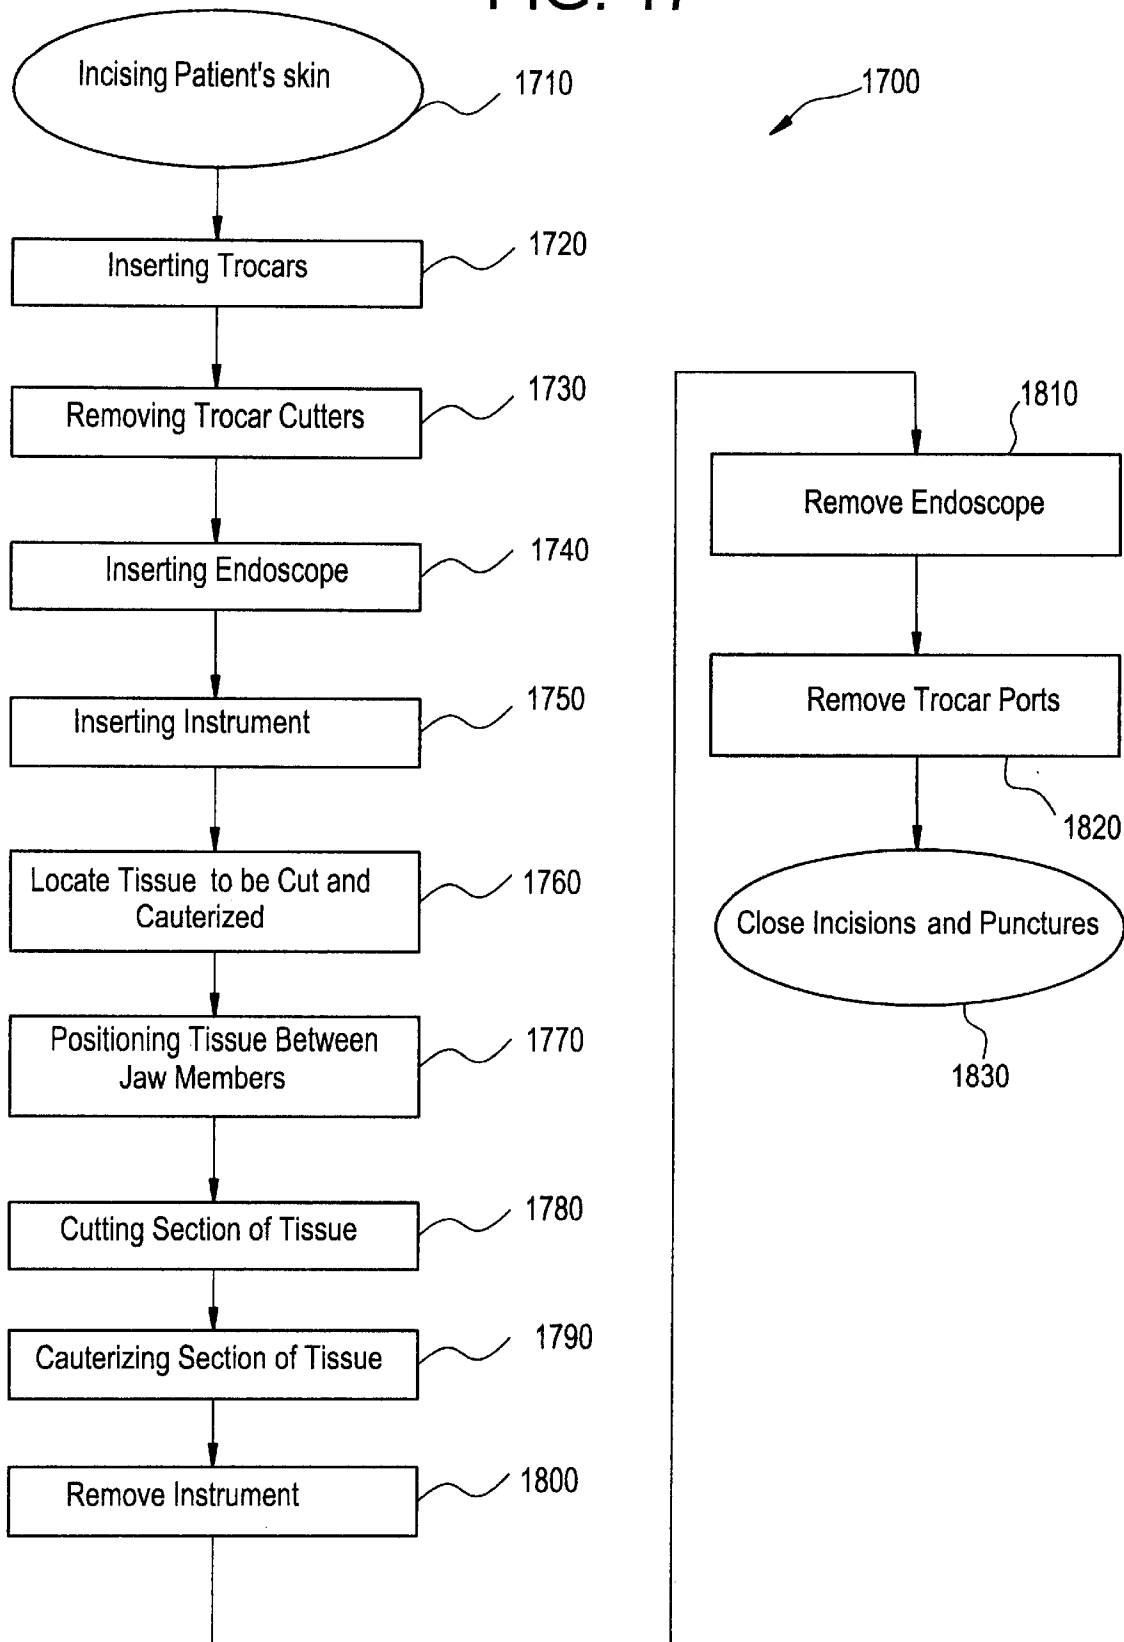 FIG. 17
Incising Patient's skin
1710
1700
Inserting Trocars
1720
Removing Trocar Cutters
1730
Inserting Endoscope
1740
Inserting Instrument
1750
Locate Tissue to be Cut and
Cauterized
1760
Positioning Tissue Between
Jaw Members
1770
Cutting Section of Tissue
1780
Cauterizing Section of Tissue
1790
Remove Instrument
1800
1810
Remove Endoscope
Remove Trocar Ports
1820
Close Incisions and Punctures
1830